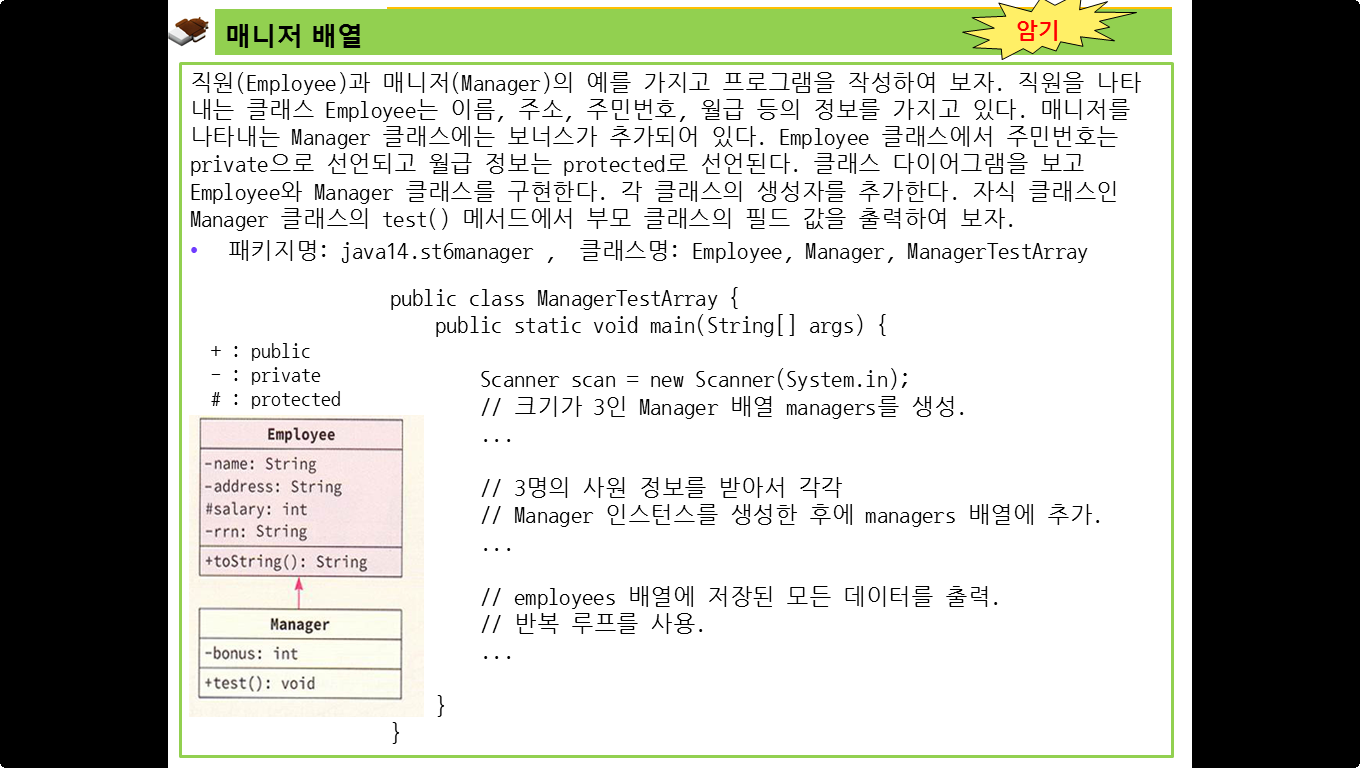 매니저 배열
암기
직원(Employee)과 매니저(Manager)의 예를 가지고 프로그램을 작성하여 보자. 직원을 나타
내는 클래스 Employee는 이름, 주소, 주민번호, 월급 등의 정보를 가지고 있다. 매니저를
나타내는 Manager 클래스에는 보너스가 추가되어 있다. Employee 클래스에서 주민번호는
private으로 선언되고 월급 정보는 protected로 선언된다. 클래스 다이어그램을 보고
Employee와 Manager 클래스를 구현한다. 각 클래스의 생성자를 추가한다. 자식 클래스인
Manager 클래스의 test() 메서드에서 부모 클래스의 필드 값을 출력하여 보자.
• 패키지명: java14.st6manager , 클래스명: Employee, Manager, ManagerTestArray
public class ManagerTestArray {
public static void main(String[] args) {
Scanner scan = new Scanner(System.in);
// 크기가 3인 Manager 배열 managers를 생성.
...
// 3명의 사원 정보를 받아서 각각
// Manager 인스턴스를 생성한 후에 managers 배열에 추가.
...
// employees 배열에 저장된 모든 데이터를 출력.
// 반복 루프를 사용.
...
}
}
+ : public
- : private
# : protected
Employee
-name: String
-address: String
#salary: int
-rrn: String
+toString(): String
Manager
-bonus: int
+test(): void